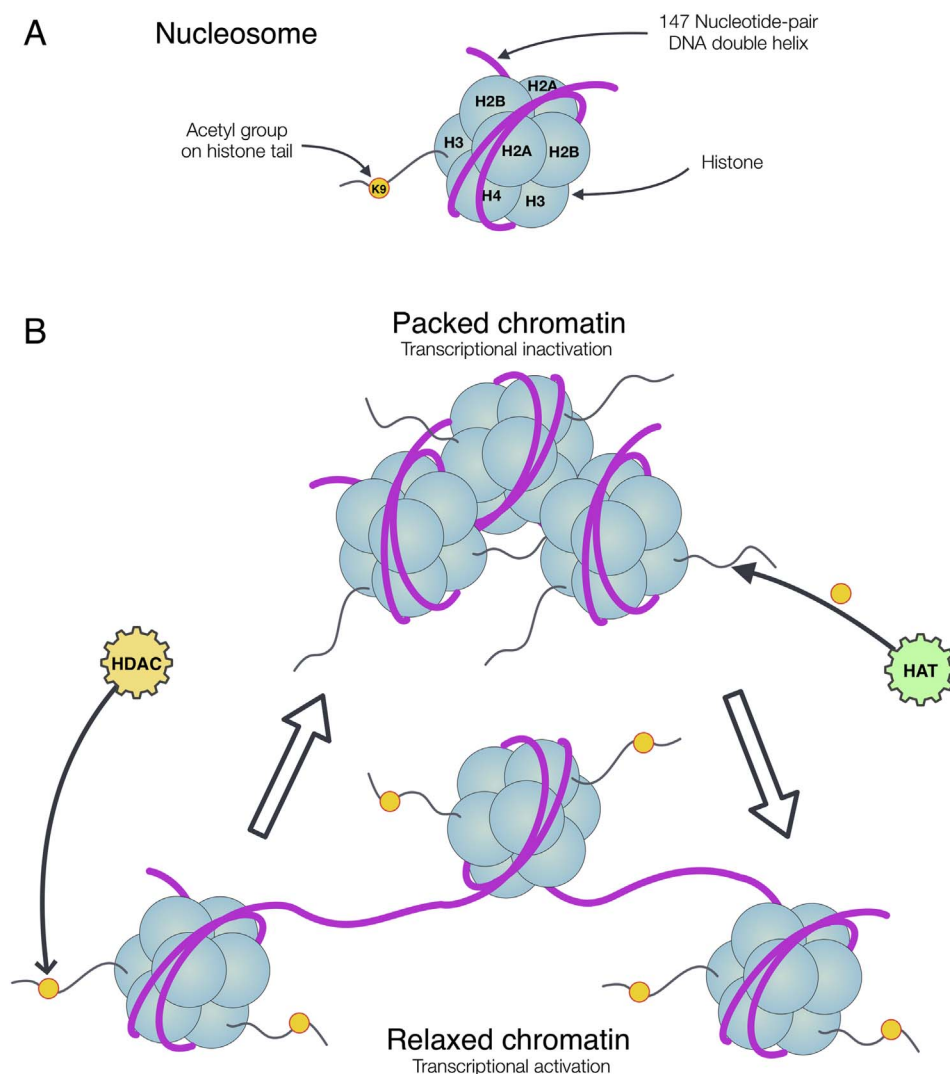 A
Nucleosome
147 Nucleotide-pair
DNA double helix
H2A
H2B
Acetyl group
on histone tail
H3
H2A
H2B
Histone
K9
H4
H3
B
Packed chromatin
Transcriptional inactivation
HDAC
HAT
Relaxed chromatin
Transcriptional activation